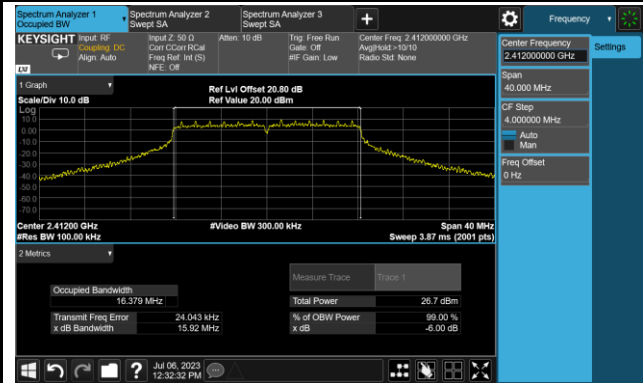 Spectrum Analyzer 1
Occupied BW
Spectrum Analyzer 2
Swept SA
Spectrum Analyzer 3
Swept SA
+
Frequency
KEYSIGHT
Input: RF
Coupling: DC
Align: Auto
Input Z: 50 Ω
Corr CCorr RCal
Freq Ref: Int (S)
NFE: Off
Atten: 10 dB
Trig: Free Run
Gate: Off
#IF Gain: Low
Center Freq: 2.412000000 GHz
Avg|Hold:>10/10
Radio Std: None
LXI
Center Frequency
2.412000000 GHz
Settings
Span
40.000 MHz
CF Step
4.000000 MHz
Auto
Man
Freq Offset
0 Hz
1 Graph
Scale/Div 10.0 dB
Ref Lvl Offset 20.80 dB
Ref Value 20.00 dBm
Log
10.0
0.00
-10.0
-20.0
-30.0
-40.0
-50.0
-60.0
-70.0
Center 2.41200 GHz
#Res BW 100.00 kHz
#Video BW 300.00 kHz
Span 40 MHz
Sweep 3.87 ms (2001 pts)
2 Metrics
Measure Trace
Trace 1
Occupied Bandwidth
16.379 MHz
Total Power
26.7 dBm
Transmit Freq Error
24.043 kHz
% of OBW Power
99.00 %
x dB Bandwidth
15.92 MHz
x dB
-6.00 dB
?
Jul 06, 2023
12:32:32 PM